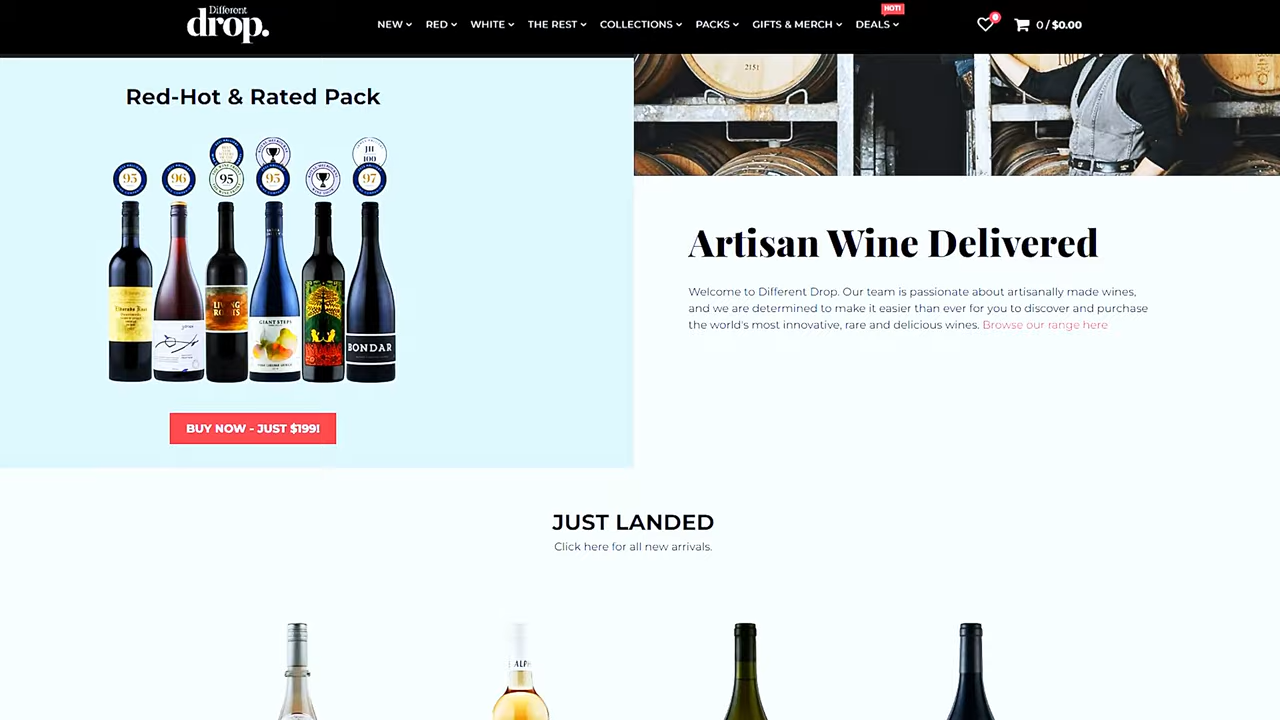 Different
drop.
NEW
RED
WHITE
THE REST
COLLECTIONS
PACKS
GIFTS & MERCH
HOT!
DEALS
0
0 / $0.00
Red-Hot & Rated Pack
JH
100
95
96
95
95
97
LIVING
ROOTS
GIANT STEPS
BONDAR
BUY NOW - JUST $199!
2151
Artisan Wine Delivered
Welcome to Different Drop. Our team is passionate about artisanally made wines,
and we are determined to make it easier than ever for you to discover and purchase
the world's most innovative, rare and delicious wines. Browse our range here
JUST LANDED
Click here for all new arrivals.